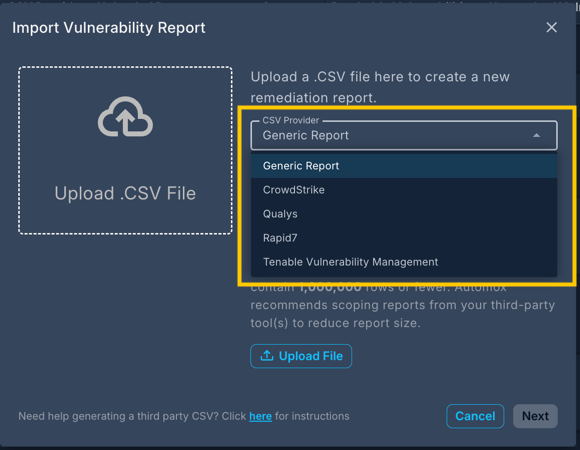 Import Vulnerability Report
Upload .CSV File
Upload a .CSV file here to create a new
remediation report.
CSV Provider
Generic Report
Generic Report
CrowdStrike
Qualys
Rapid7
Tenable Vulnerability Management
contain 1,000,000 rows or fewer. Automox
recommends scoping reports from your third-party
tool(s) to reduce report size.
Upload File
Need help generating a third party CSV? Click here for instructions
Cancel
Next